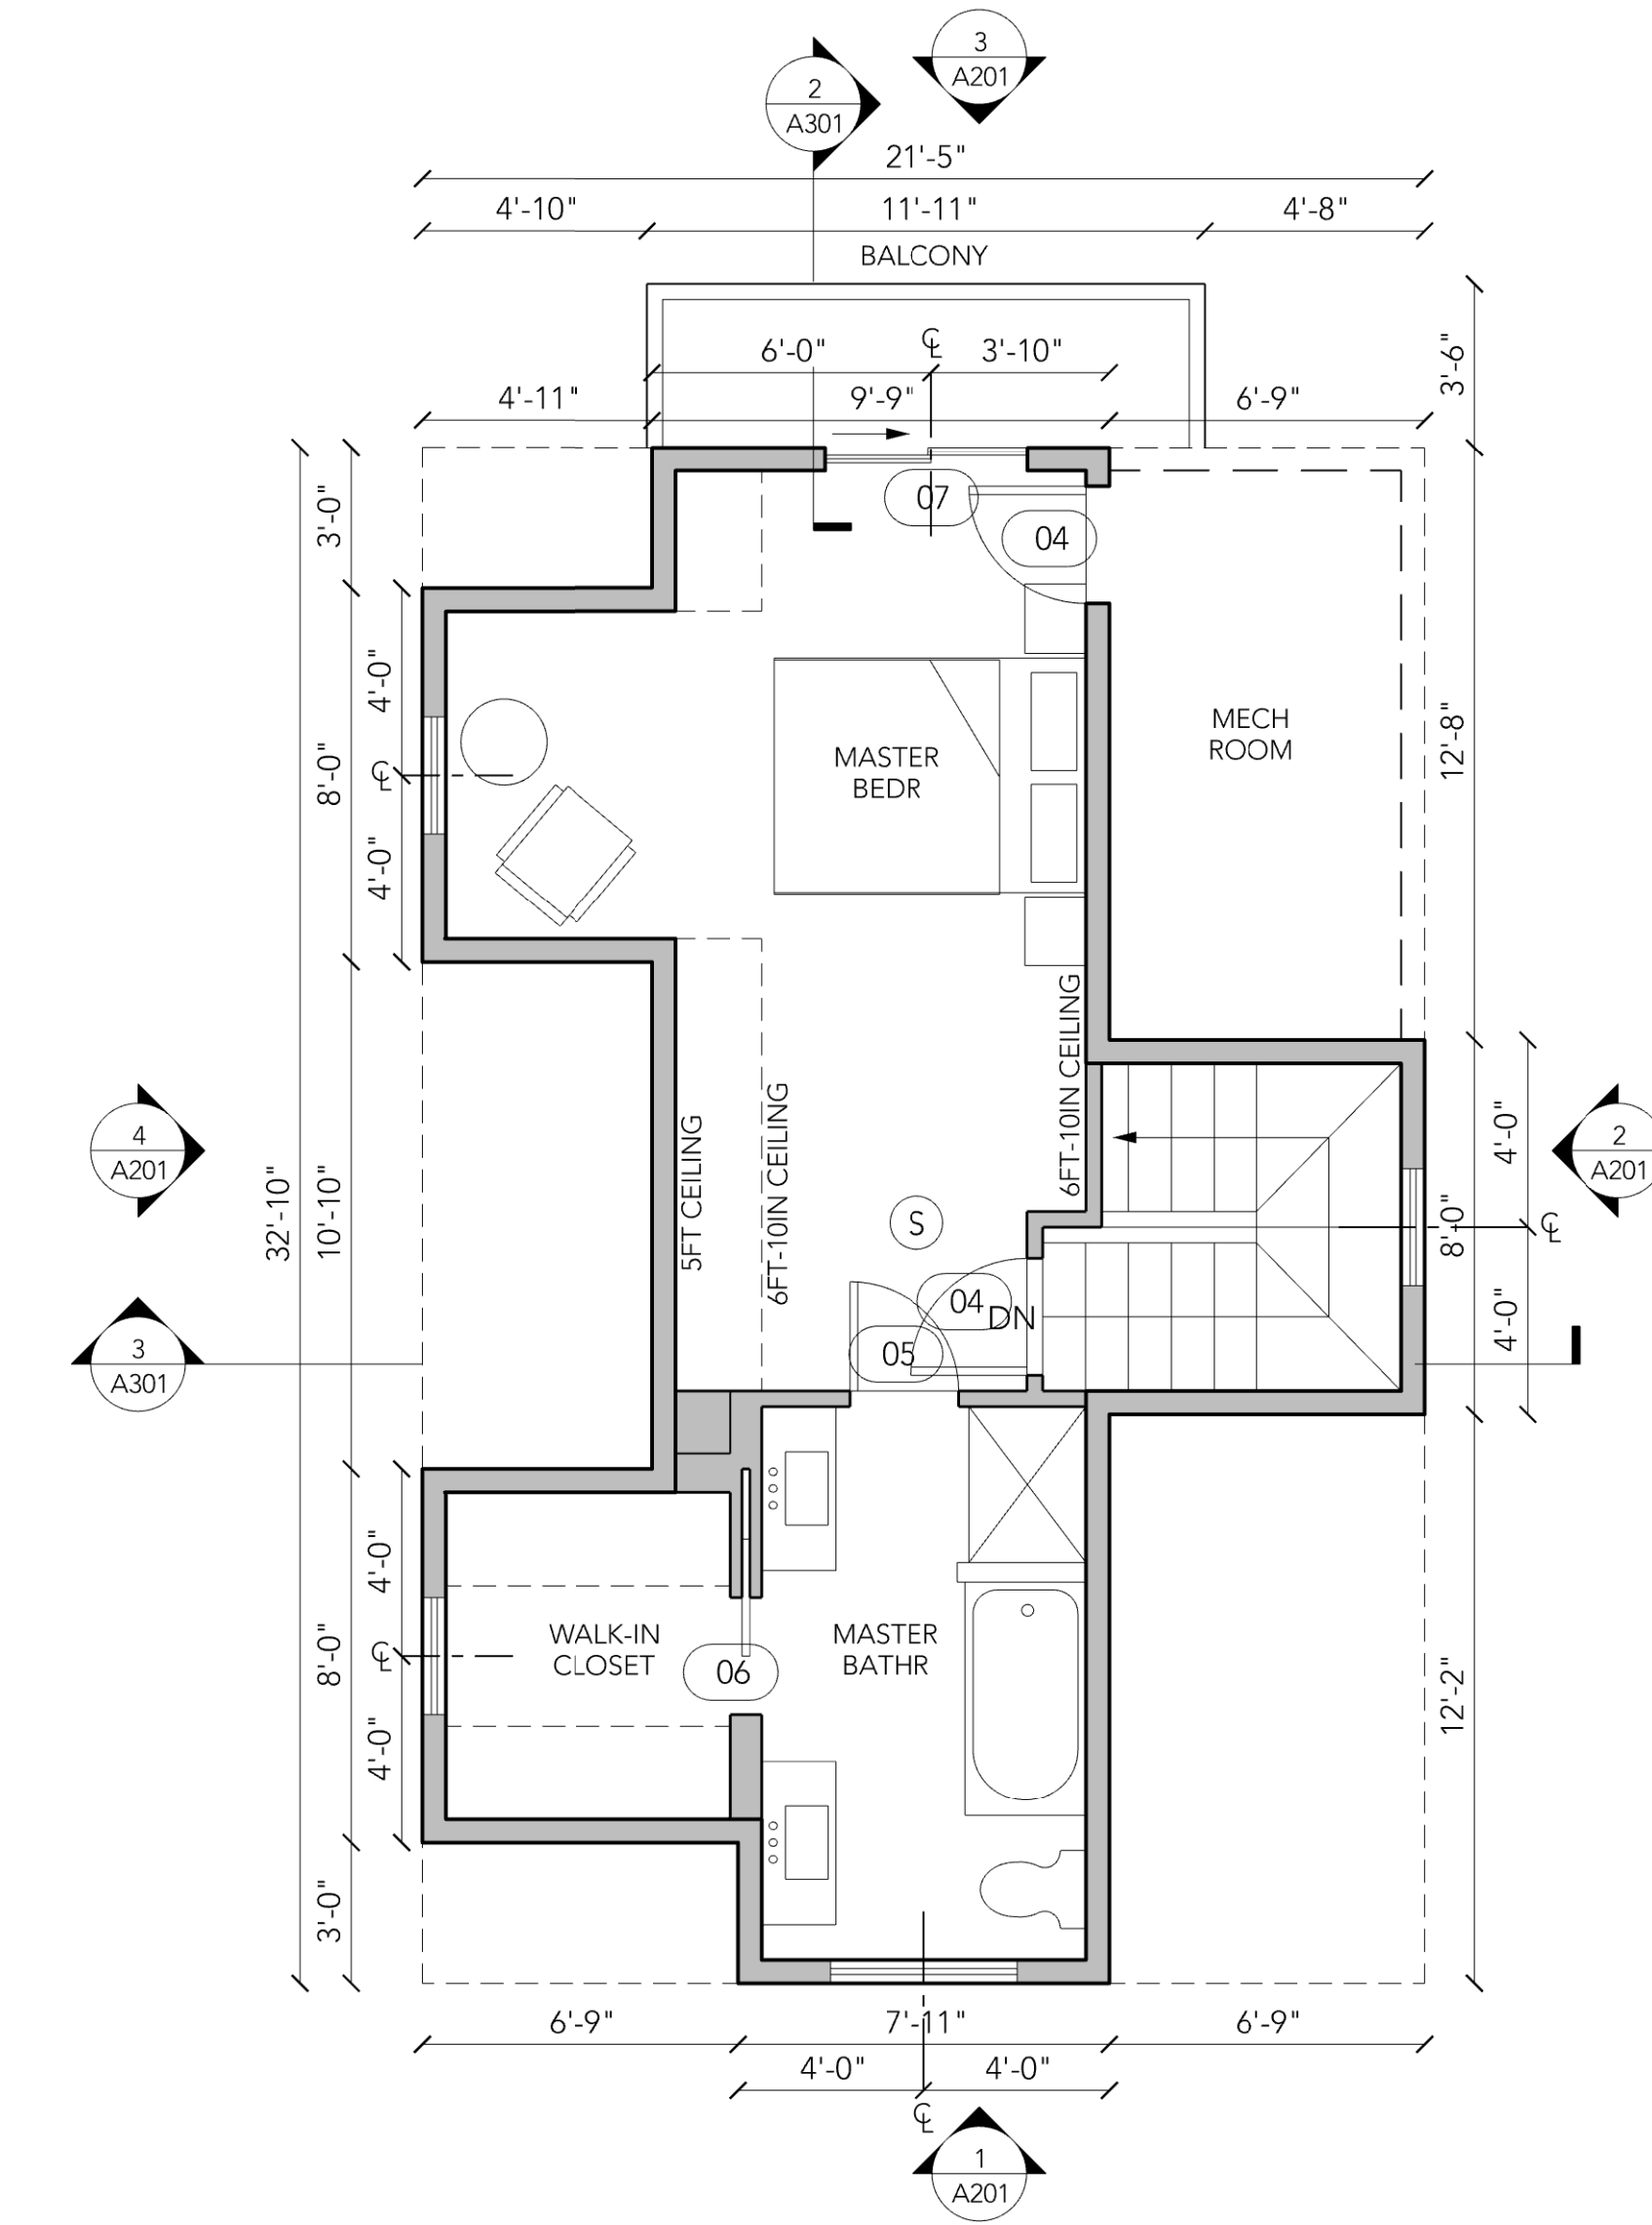 3
A201
2
A301
21'-5"
4'-10"
11'-11"
4'-8"
BALCONY
6'-0"
℄
3'-10"
3'-6"
4'-11"
9'-9"
6'-9"
3'-0"
07
04
4'-0"
MECH
ROOM
MASTER
BEDR
12'-8"
8'-0"
℄
4'-0"
6FT-10IN CEILING
4
A201
5FT CEILING
6FT-10IN CEILING
4'-0"
2
A201
32'-10"
10'-10"
S
8'-0"
℄
04
DN
4'-0"
05
3
A301
4'-0"
WALK-IN
CLOSET
MASTER
BATHR
8'-0"
℄
06
12'-2"
4'-0"
3'-0"
6'-9"
7'-11"
6'-9"
4'-0"
4'-0"
℄
1
A201